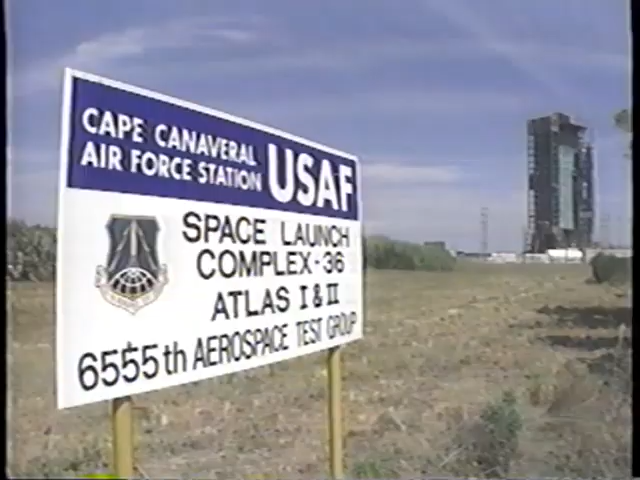 CAPE CANAVERAL
AIR FORCE STATION USAF
SPACE LAUNCH
COMPLEX-36
ATLAS I & II
6555th AEROSPACE TEST GROUP